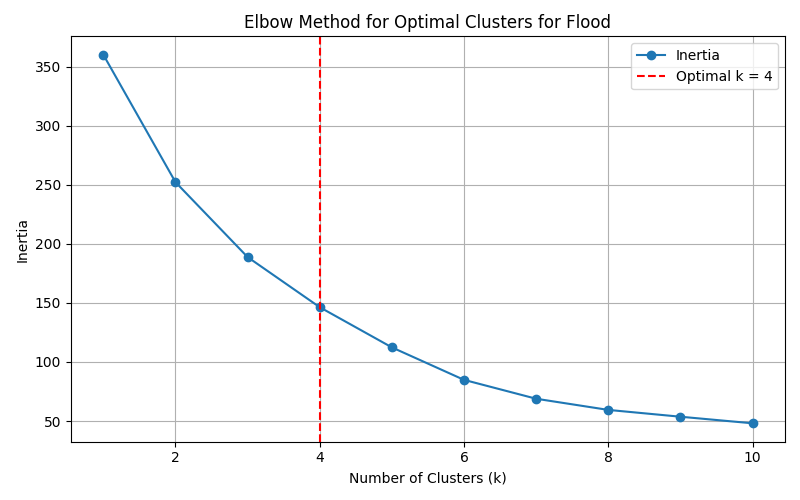 Elbow Method for Optimal Clusters for Flood
Inertia
Optimal k = 4
350
300
250
200
150
100
50
Inertia
2
4
6
8
10
Number of Clusters (k)